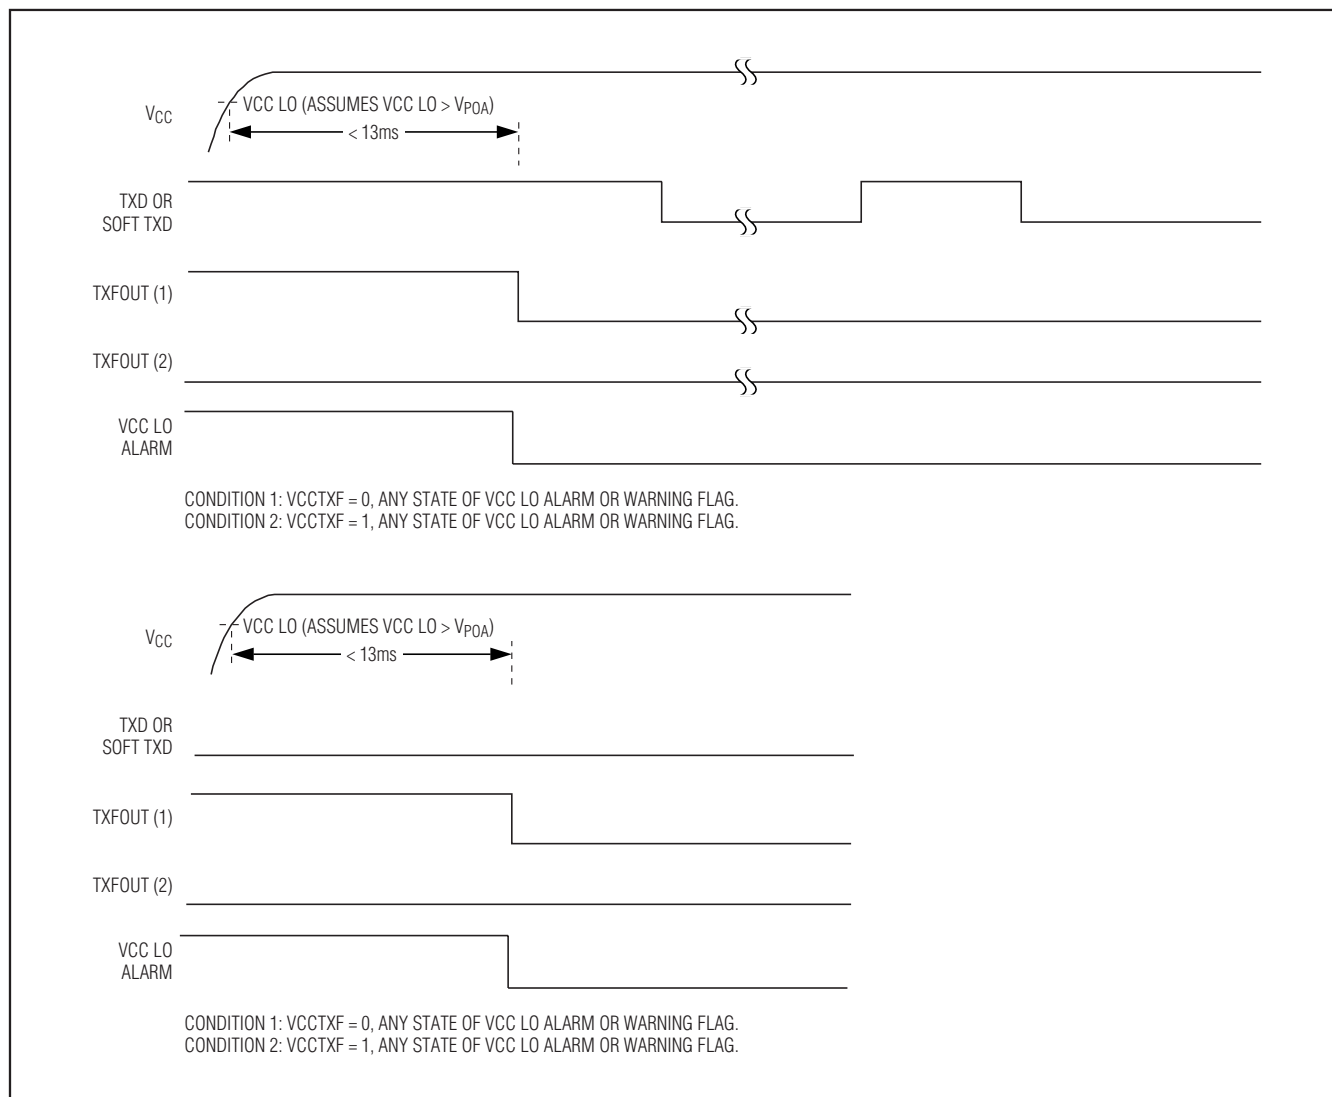 VCC
VCC LO (ASSUMES VCC LO > VPOA)
< 13ms
TXD OR
SOFT TXD
TXFOUT (1)
TXFOUT (2)
VCC LO
ALARM
CONDITION 1: VCCTXF = 0, ANY STATE OF VCC LO ALARM OR WARNING FLAG.
CONDITION 2: VCCTXF = 1, ANY STATE OF VCC LO ALARM OR WARNING FLAG.
VCC
VCC LO (ASSUMES VCC LO > VPOA)
< 13ms
TXD OR
SOFT TXD
TXFOUT (1)
TXFOUT (2)
VCC LO
ALARM
CONDITION 1: VCCTXF = 0, ANY STATE OF VCC LO ALARM OR WARNING FLAG.
CONDITION 2: VCCTXF = 1, ANY STATE OF VCC LO ALARM OR WARNING FLAG.